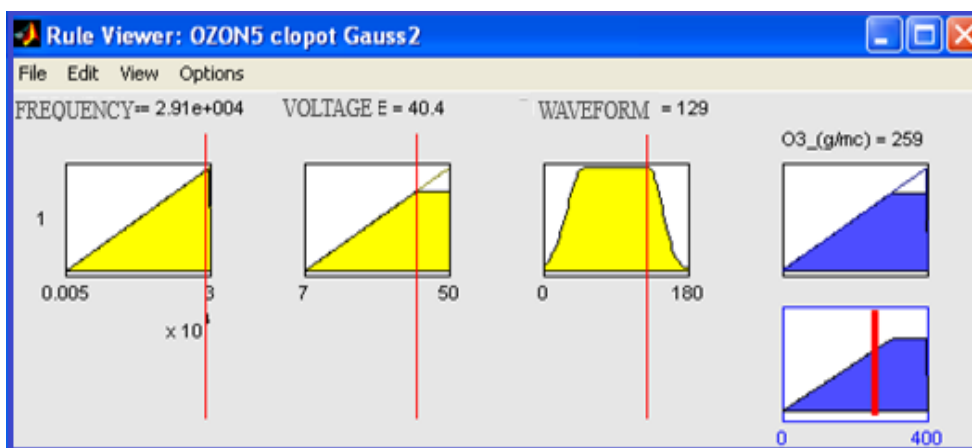 Rule Viewer: OZON5 clopot Gauss2
File Edit View Options
FREQUENCY= 2.91e+004
VOLTAGE E = 40.4
WAVEFORM = 129
O3_(g/mc) = 259
1
0.005 3
x 10
7 50
0 180
0 400